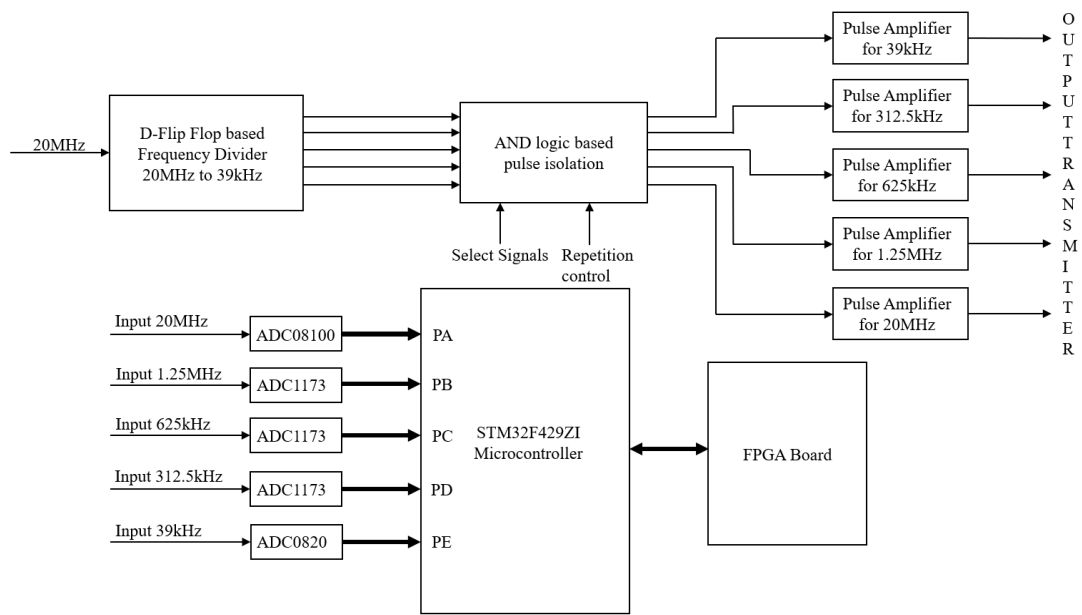 20MHz
D-Flip Flop based
Frequency Divider
20MHz to 39kHz
AND logic based
pulse isolation
Select Signals
Repetition
control
Pulse Amplifier
for 39kHz
Pulse Amplifier
for 312.5kHz
Pulse Amplifier
for 625kHz
Pulse Amplifier
for 1.25MHz
Pulse Amplifier
for 20MHz
OUTPUTTRANSMITTER
Input 20MHz
ADC08100
PA
Input 1.25MHz
ADC1173
PB
Input 625kHz
ADC1173
PC
Input 312.5kHz
ADC1173
PD
Input 39kHz
ADC0820
PE
STM32F429ZI
Microcontroller
FPGA Board